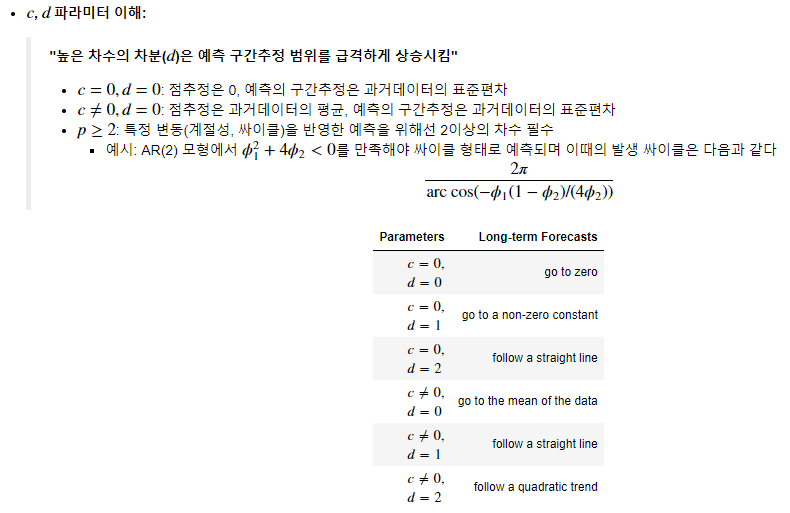 • c, d 파라미터 이해:
"높은 차수의 차분(d)은 예측 구간추정 범위를 급격하게 상승시킴"
• c = 0, d = 0: 점추정은 0, 예측의 구간추정은 과거데이터의 표준편차
• c ≠ 0, d = 0: 점추정은 과거데이터의 평균, 예측의 구간추정은 과거데이터의 표준편차
• p ≥ 2: 특정 변동(계절성, 싸이클)을 반영한 예측을 위해선 2이상의 차수 필수
▪ 예시: AR(2) 모형에서 ϕ₁² + 4ϕ₂ < 0를 만족해야 싸이클 형태로 예측되며 이때의 발생 싸이클은 다음과 같다
2π
arc cos(−ϕ₁(1 − ϕ₂)/(4ϕ₂))
Parameters Long-term Forecasts
c = 0,
d = 0 go to zero
c = 0,
d = 1 go to a non-zero constant
c = 0,
d = 2 follow a straight line
c ≠ 0,
d = 0 go to the mean of the data
c ≠ 0,
d = 1 follow a straight line
c ≠ 0,
d = 2 follow a quadratic trend